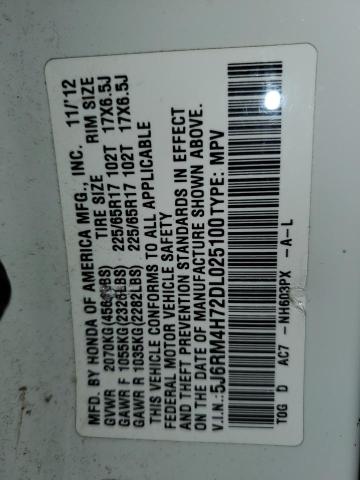 MFD. BY HONDA OF AMERICA MFG., INC. 11/'12
TIRE SIZE RIM SIZE
GVWR 2070KG(4563LBS)
GAWR F 1055KG(2326LBS) 225/65R17 102T 17X6.5J
GAWR R 1035KG(2282LBS) 225/65R17 102T 17X6.5J
THIS VEHICLE CONFORMS TO ALL APPLICABLE
FEDERAL MOTOR VEHICLE SAFETY
AND THEFT PREVENTION STANDARDS IN EFFECT
ON THE DATE OF MANUFACTURE SHOWN ABOVE.
V.I.N.: 5J6RM4H72DL025100 TYPE: MPV
TOG D AC7 -NH603PX -A-L